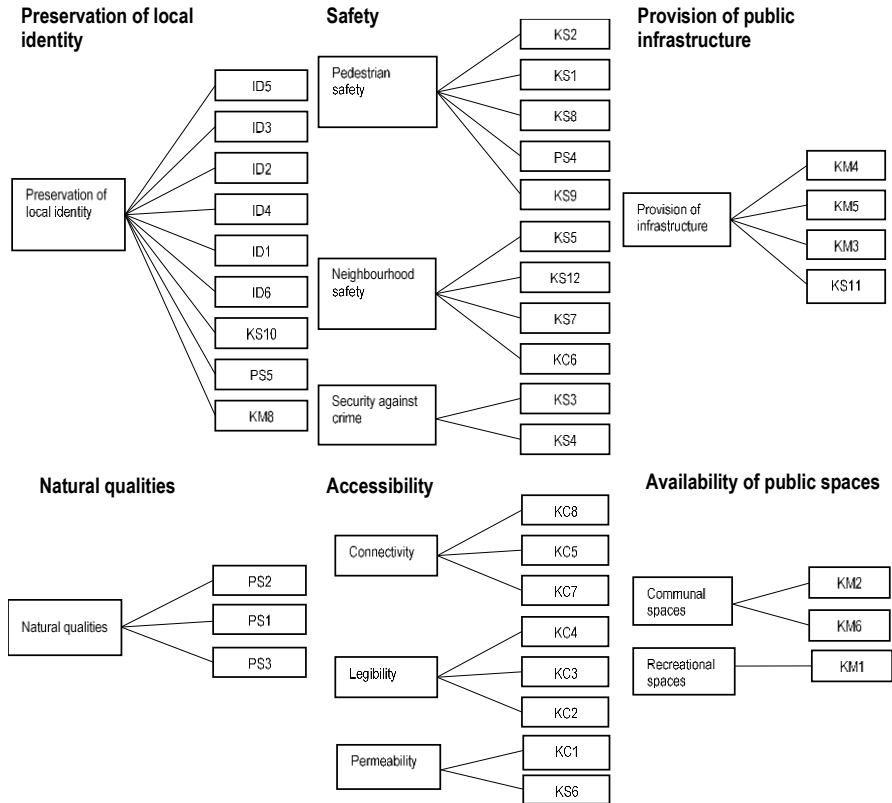 Preservation of local
identity
Preservation of
local identity
ID5
ID3
ID2
ID4
ID1
ID6
KS10
PS5
KM8
Safety
Pedestrian
safety
KS2
KS1
KS8
PS4
KS9
Neighbourhood
safety
KS5
KS12
KS7
KC6
Security against
crime
KS3
KS4
Provision of public
infrastructure
Provision of
infrastructure
KM4
KM5
KM3
KS11
Natural qualities
Natural qualities
PS2
PS1
PS3
Accessibility
Connectivity
KC8
KC5
KC7
Legibility
KC4
KC3
KC2
Permeability
KC1
KS6
Availability of public spaces
Communal
spaces
KM2
KM6
Recreational
spaces
KM1